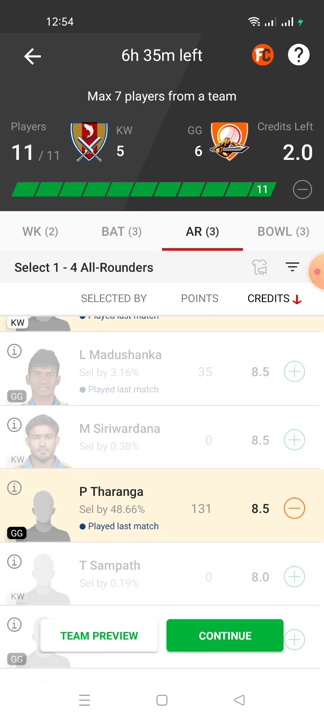 12:54
6h 35m left
FC
?
Max 7 players from a team
Players
11 / 11
KW
5
GG
6
Credits Left
2.0
11
WK (2)
BAT (3)
AR (3)
BOWL (3)
Select 1 - 4 All-Rounders
SELECTED BY
POINTS
CREDITS
KW
Played last match
L Madushanka
Sel by 3.16%
Played last match
35
8.5
GG
M Siriwardana
Sel by 0.38%
0
8.5
KW
P Tharanga
Sel by 48.66%
Played last match
131
8.5
GG
T Sampath
Sel by 0.19%
0
8.0
KW
TEAM PREVIEW
CONTINUE
GG